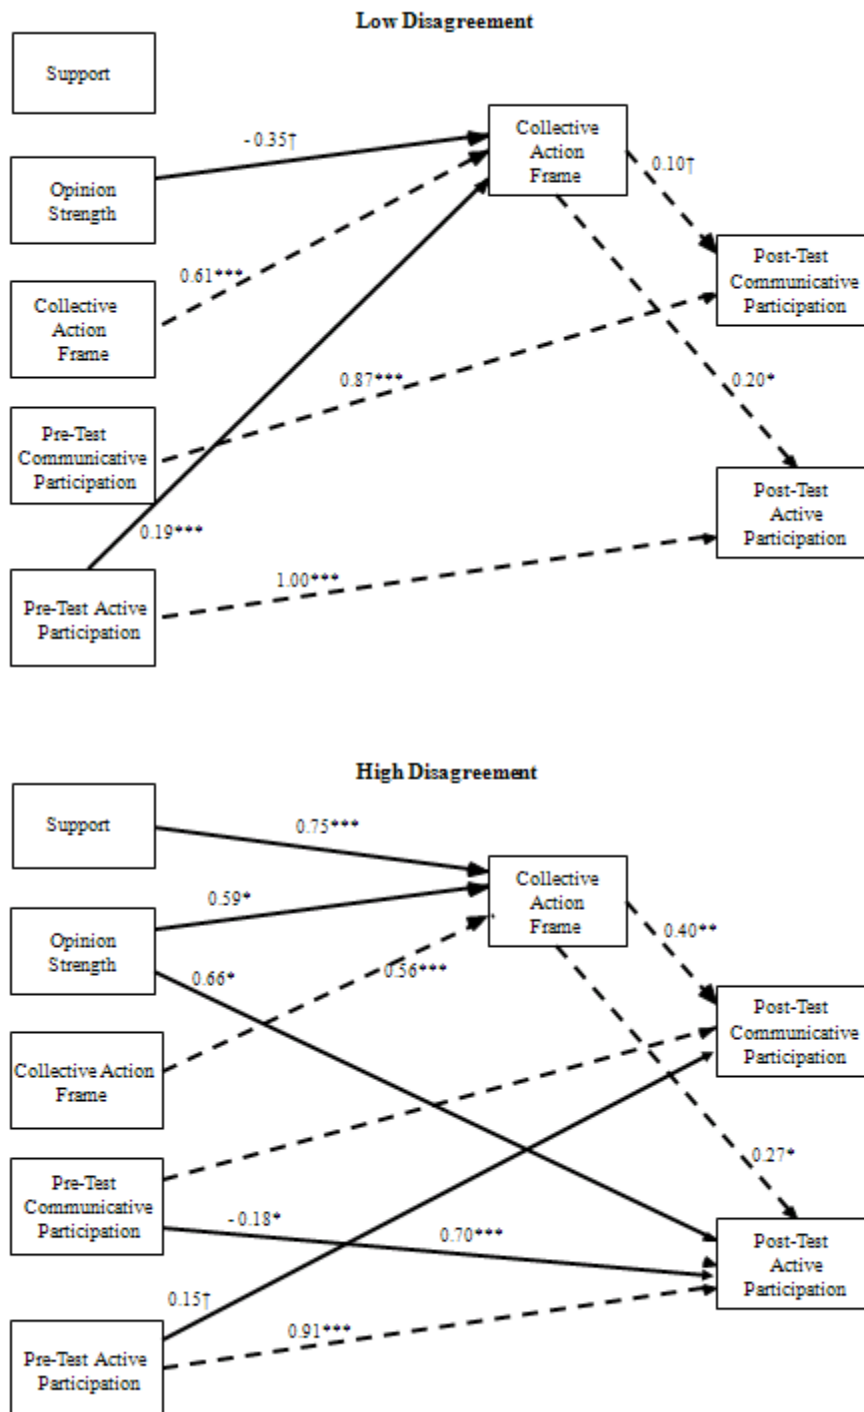 Low Disagreement
Support
- 0.35†
Collective
Action
Frame
0.10†
Opinion
Strength
Post-Test
Communicative
Participation
0.61***
Collective
Action
Frame
0.87***
0.20*
Pre-Test
Communicative
Participation
Post-Test
Active
Participation
0.19***
1.00***
Pre-Test Active
Participation
High Disagreement
Support
0.75***
Collective
Action
Frame
0.59*
0.40**
Opinion
Strength
0.66*
0.56***
Post-Test
Communicative
Participation
Collective Action
Frame
0.27*
Pre-Test
Communicative
Participation
- 0.18*
0.70***
Post-Test
Active
Participation
0.15†
0.91***
Pre-Test Active
Participation